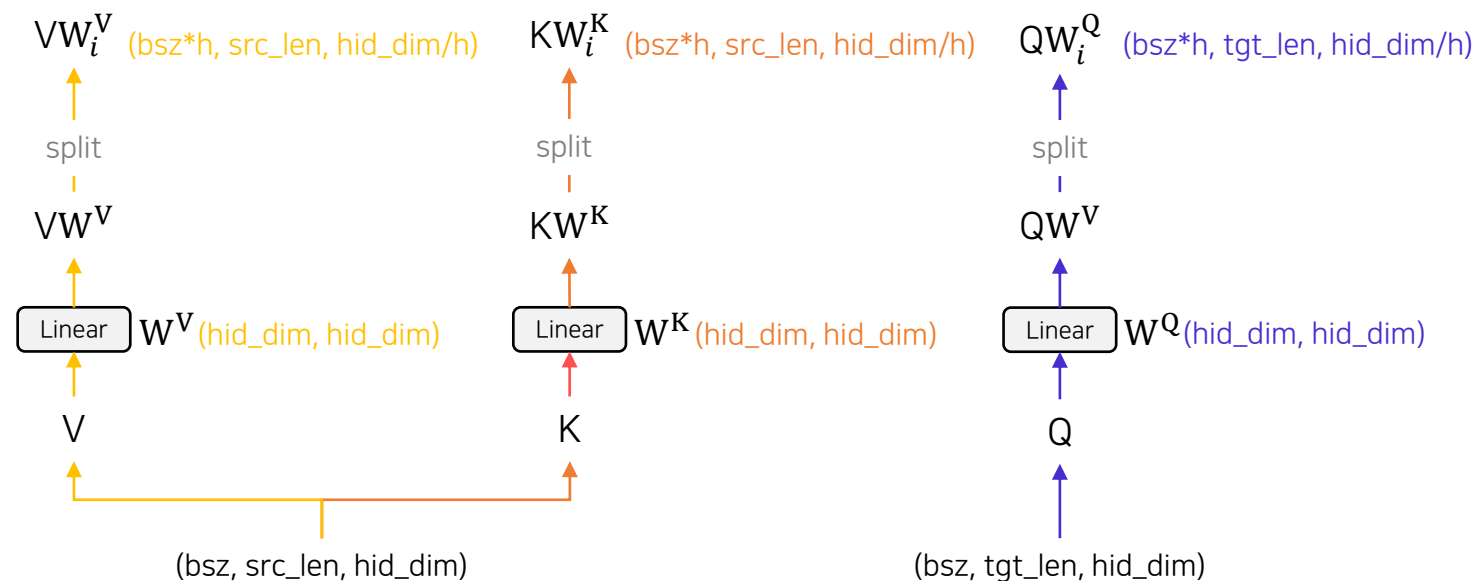 VW_i^V (bsz*h, src_len, hid_dim/h) KW_i^K (bsz*h, src_len, hid_dim/h) QW_i^Q (bsz*h, tgt_len, hid_dim/h)
split split split
VW^V KW^K QW^V
Linear W^V (hid_dim, hid_dim) Linear W^K (hid_dim, hid_dim) Linear W^Q (hid_dim, hid_dim)
V K Q
(bsz, src_len, hid_dim) (bsz, tgt_len, hid_dim)